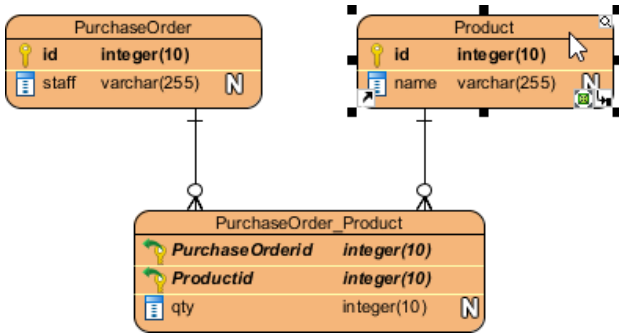 PurchaseOrder
id integer(10)
staff varchar(255) N
Product
id integer(10)
name varchar(255) N
PurchaseOrder_Product
PurchaseOrderid integer(10)
Productid integer(10)
qty integer(10) N